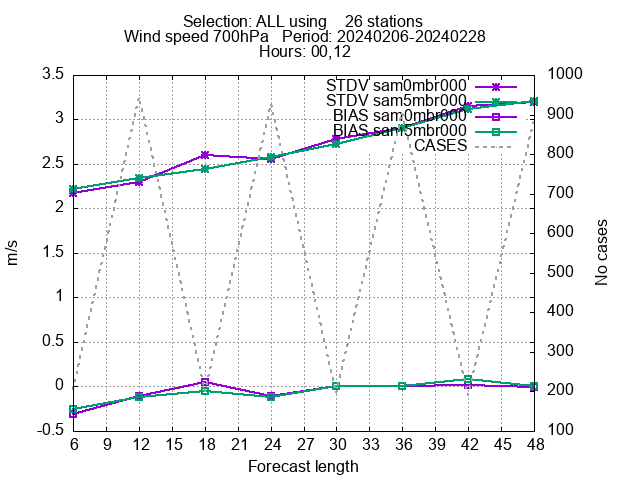 Selection: ALL using    26 stations
Wind speed 700hPa   Period: 20240206-20240228
Hours: 00,12
STDV sam0mbr000
STDV sam5mbr000
BIAS sam0mbr000
BIAS sam5mbr000
CASES
3.5
3
2.5
2
1.5
1
0.5
0
-0.5
m/s
1000
900
800
700
600
500
400
300
200
100
No cases
6 9 12 15 18 21 24 27 30 33 36 39 42 45 48
Forecast length